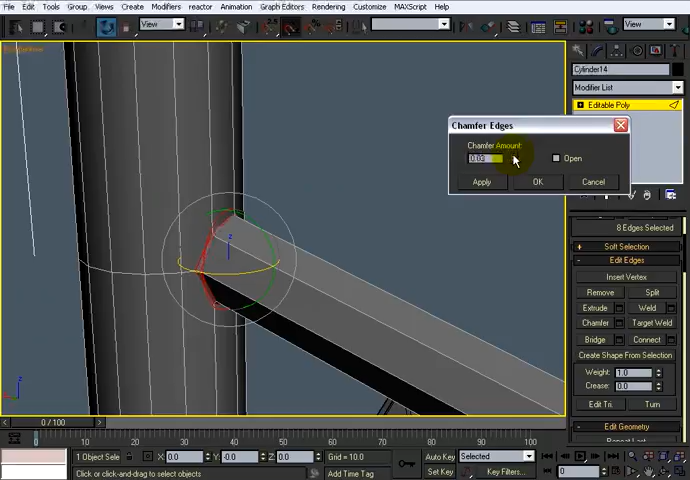 File Edit Tools Group Views Create Modifiers reactor Animation Graph Editors Rendering Customize MAXScript Help
View
View
Cylinder14
Modifier List
Editable Poly
Chamfer Edges
Chamfer Amount:
Open
Apply OK Cancel
8 Edges Selected
+ Soft Selection
- Edit Edges
Insert Vertex
Remove Split
Extrude Weld
Chamfer Target Weld
Bridge Connect
Create Shape From Selection
Weight: 1.0
Crease: 0.0
Edit Tri. Turn
- Edit Geometry
Repeat Last
z
z
0 / 100
0 10 20 30 40 50 60 70 80 90 100
1 Object Sele X: 0.0 Y: -0.0 Z: 0.0 Grid = 10.0
Auto Key Selected
Click or click-and-drag to select objects Add Time Tag
Set Key Key Filters... 0